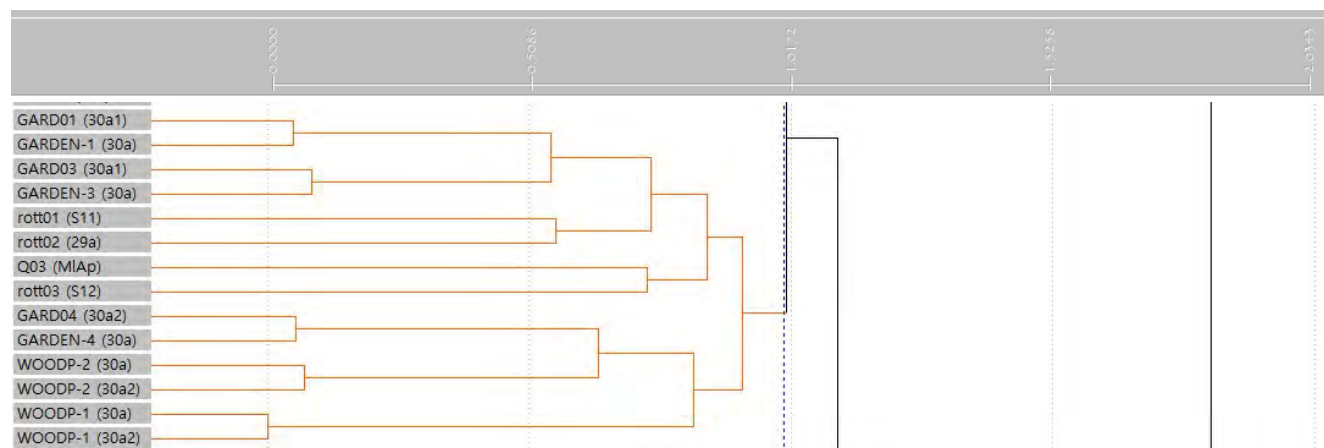 0.0000
0.5086
1.0172
1.5258
2.0343
GARD01 (30a1)
GARDEN-1 (30a)
GARD03 (30a1)
GARDEN-3 (30a)
rott01 (S11)
rott02 (29a)
Q03 (MlAp)
rott03 (S12)
GARD04 (30a2)
GARDEN-4 (30a)
WOODP-2 (30a)
WOODP-2 (30a2)
WOODP-1 (30a)
WOODP-1 (30a2)